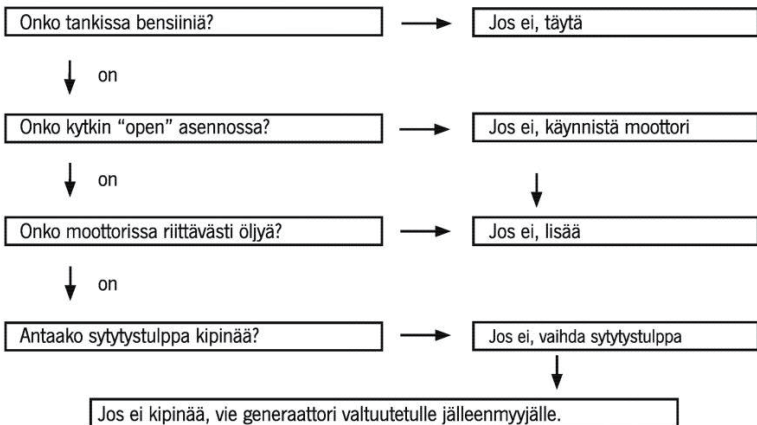 Onko tankissa bensiiniä?
Jos ei, täytä
on
Onko kytkin “open” asennossa?
Jos ei, käynnistä moottori
on
Onko moottorissa riittävästi öljyä?
Jos ei, lisää
on
Antaako sytytystulppa kipinää?
Jos ei, vaihda sytytystulppa
Jos ei kipinää, vie generaattori valtuutetulle jälleenmyyjälle.